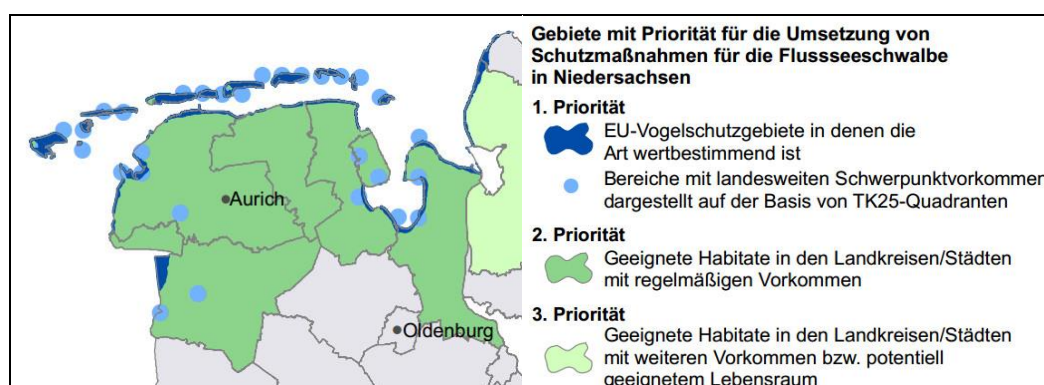 Gebiete mit Priorität für die Umsetzung von
Schutzmaßnahmen für die Flussseeschwalbe
in Niedersachsen
1. Priorität
EU-Vogelschutzgebiete in denen die
Art wertbestimmend ist
Bereiche mit landesweiten Schwerpunktvorkommen
dargestellt auf der Basis von TK25-Quadranten
2. Priorität
Geeignete Habitate in den Landkreisen/Städten
mit regelmäßigen Vorkommen
3. Priorität
Geeignete Habitate in den Landkreisen/Städten
mit weiteren Vorkommen bzw. potentiell
geeignetem Lebensraum
Aurich
Oldenburg